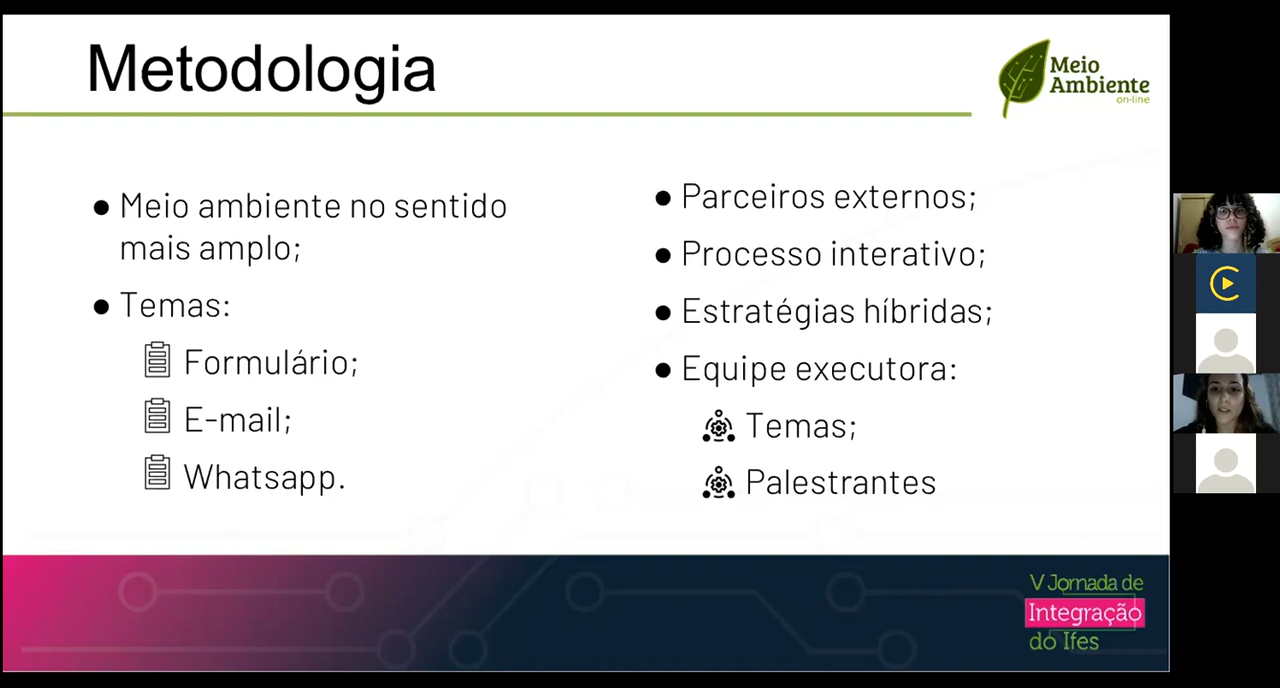 Metodologia
Meio
Ambiente
on-line
● Meio ambiente no sentido
mais amplo;
● Temas:
Formulário;
E-mail;
Whatsapp.
● Parceiros externos;
● Processo interativo;
● Estratégias híbridas;
● Equipe executora:
Temas;
Palestrantes
V Jornada de
Integração
do Ifes